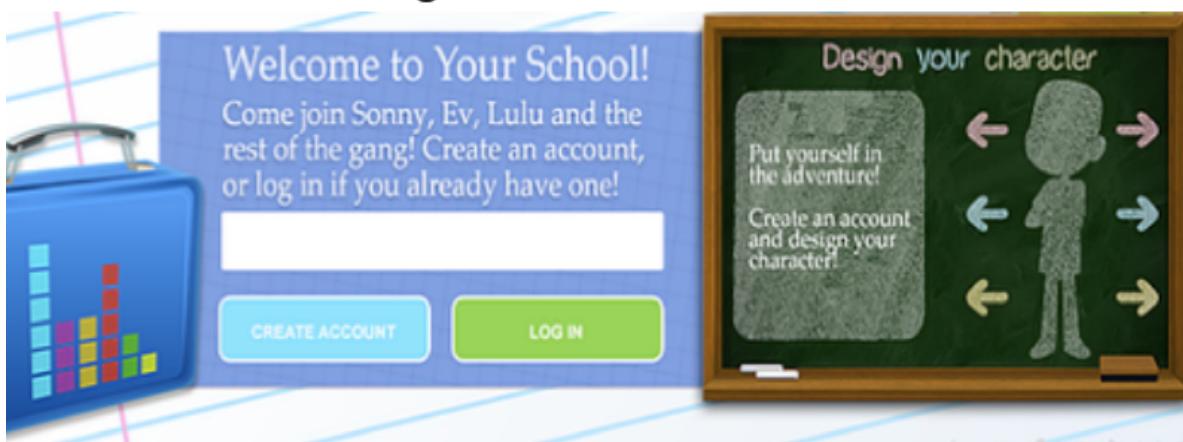 Welcome to Your School!
Come join Sonny, Ev, Lulu and the
rest of the gang! Create an account,
or log in if you already have one!
CREATE ACCOUNT
LOG IN
Design your character
Put yourself in
the adventure!
Create an account
and design your
character!